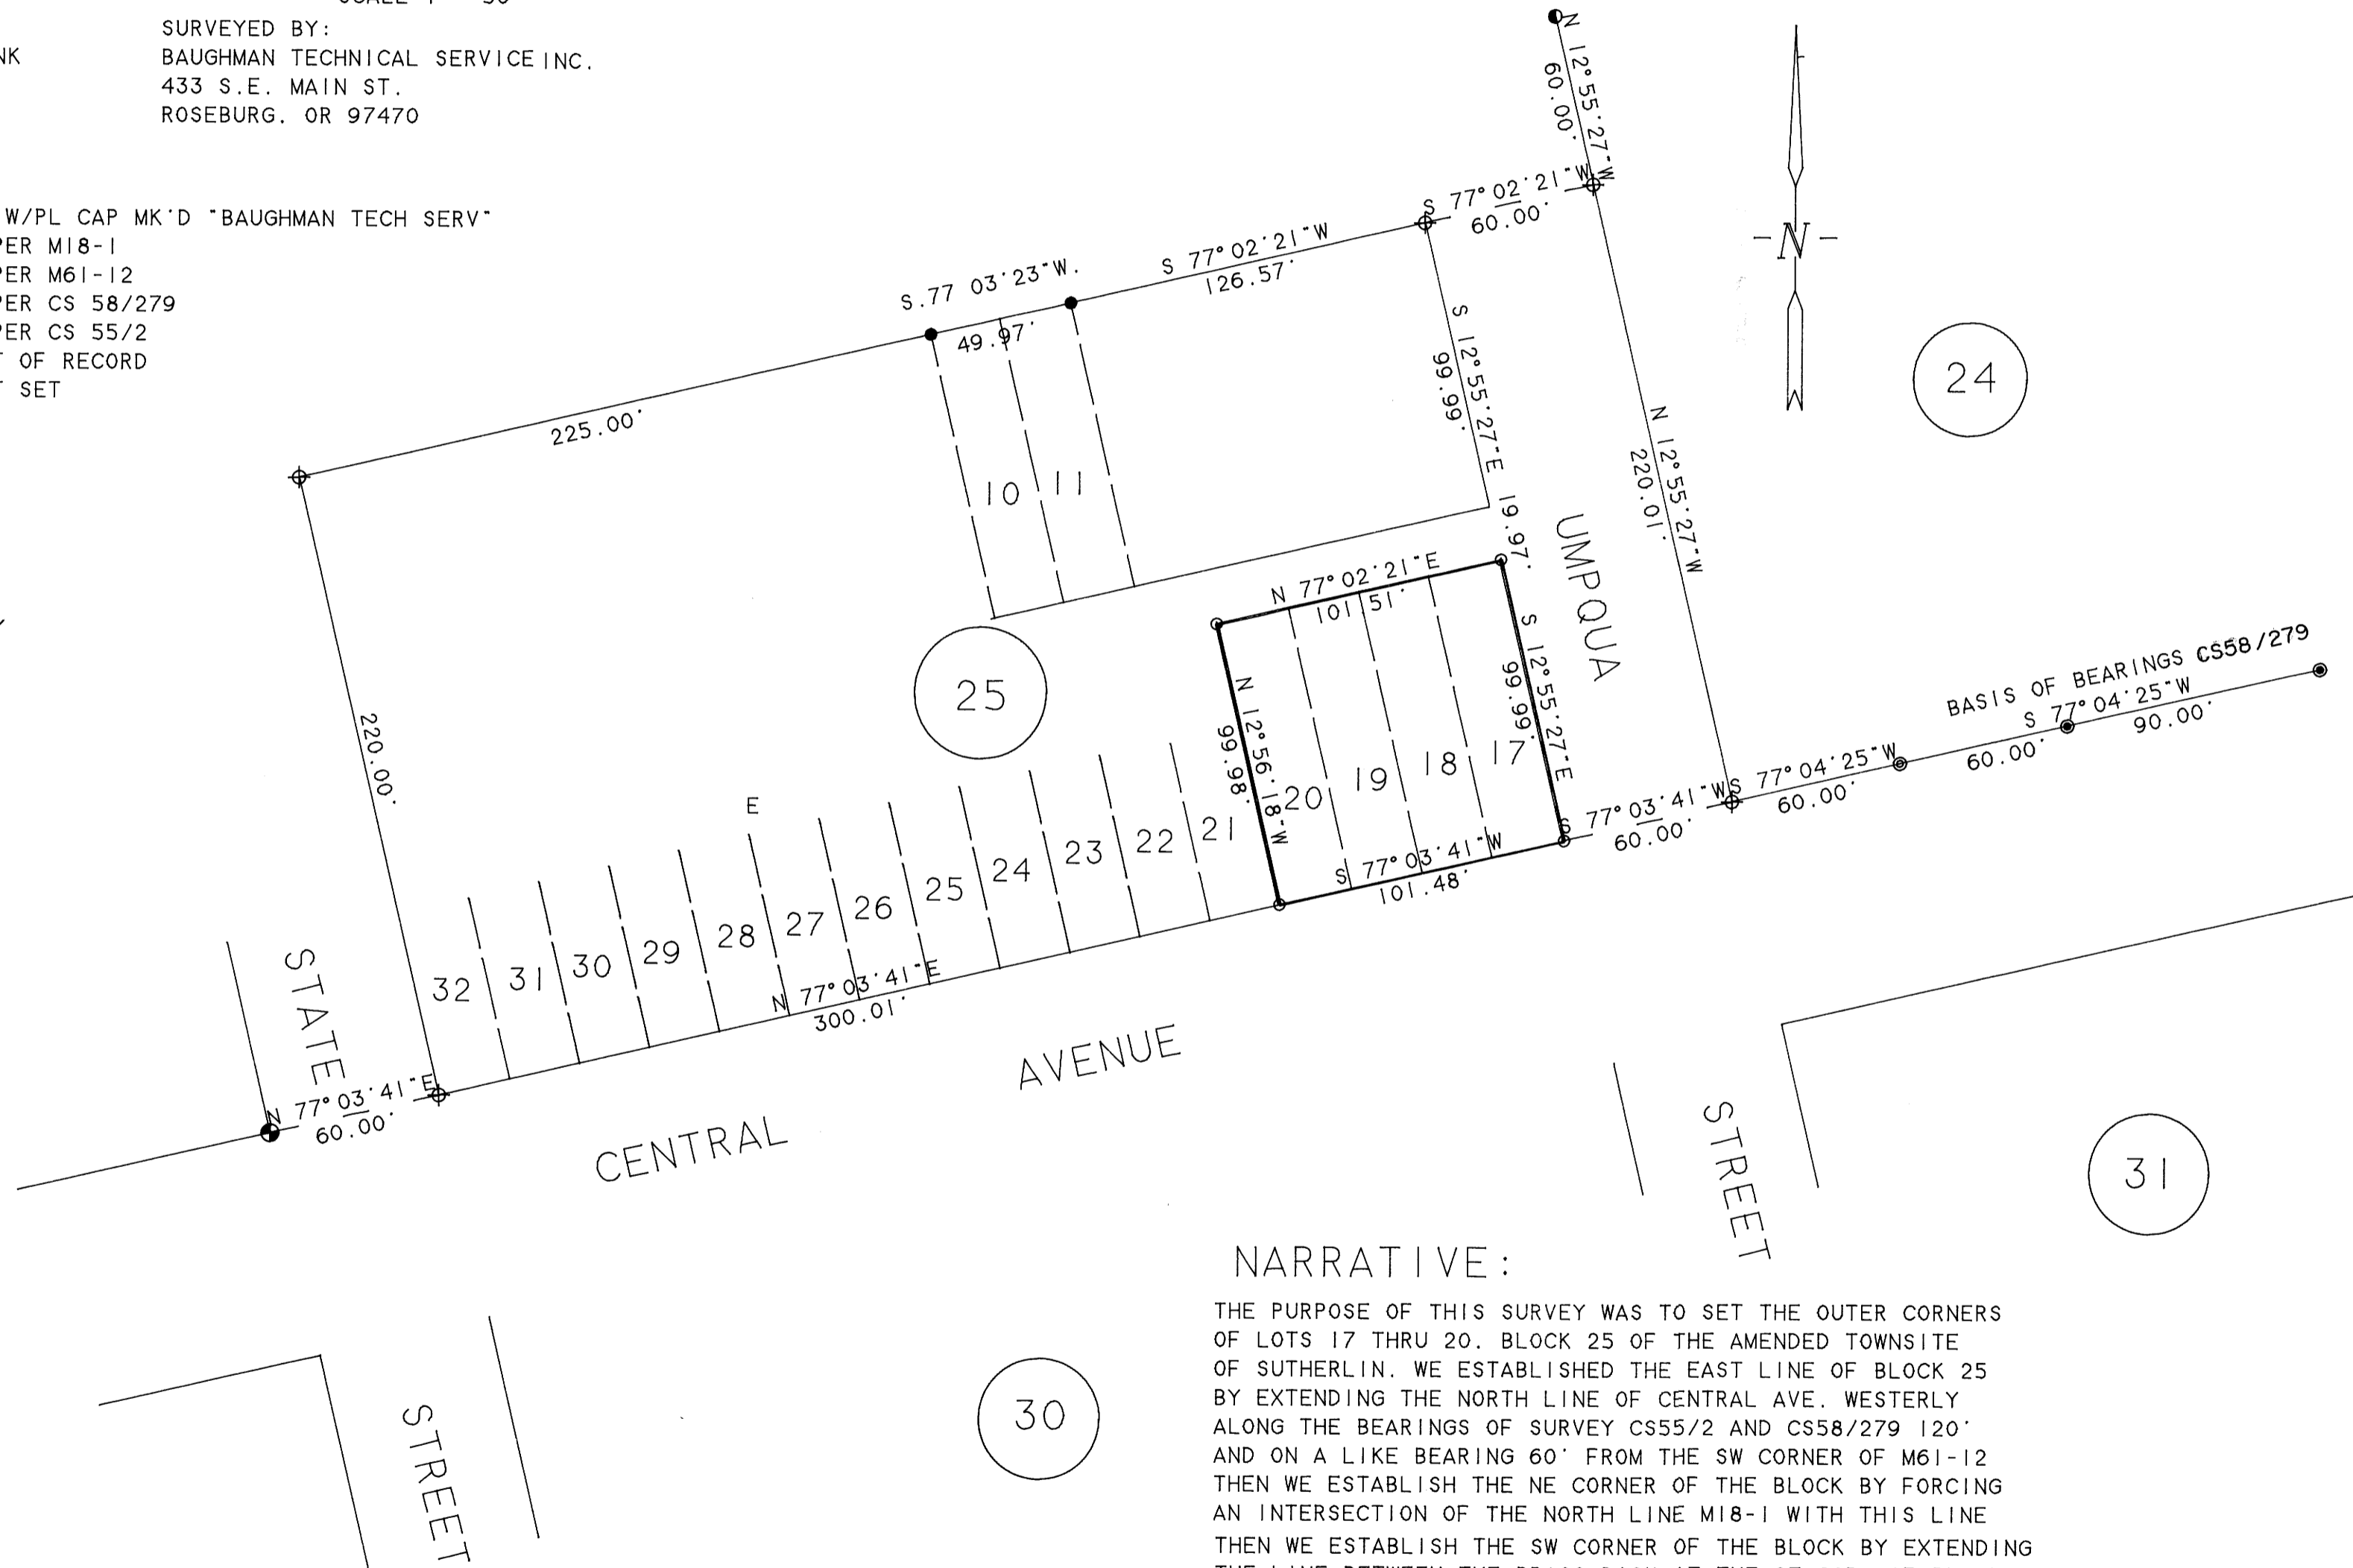 SURVEYED BY:
BAUGHMAN TECHNICAL SERVICE INC.
433 S.E. MAIN ST.
ROSEBURG. OR 97470
NK
W/PL CAP MK'D "BAUGHMAN TECH SERV"
PER M18-1
PER M61-12
PER CS 58/279
PER CS 55/2
T OF RECORD
T SET
N 12°55'27"W
60.00'
S 77°02'21"W
60.00'
S 77°02'21"W
126.57'
S.77 03'23"W.
49.97'
225.00'
-N-
24
S 12°55'27"E
99.99'
19.97'
N 12°55'27"W
220.01'
10
11
UMPQUA
N 77°02'21"E
101.51'
25
N 12°56'18"W
99.98'
S 12°55'27"E
99.99'
BASIS OF BEARINGS CS58/279
S 77°04'25"W
90.00'
60.00'
S 77°04'25"W
60.00'
S 77°03'41"W
60.00'
220.00'
E
32 31 30 29 28 27 26 25 24 23 22 21 20 19 18 17
S 77°03'41"W
101.48'
N 77°03'41"E
300.01'
STATE
N 77°03'41"E
60.00'
CENTRAL
AVENUE
STREET
31
STREET
30
NARRATIVE:
THE PURPOSE OF THIS SURVEY WAS TO SET THE OUTER CORNERS
OF LOTS 17 THRU 20. BLOCK 25 OF THE AMENDED TOWNSITE
OF SUTHERLIN. WE ESTABLISHED THE EAST LINE OF BLOCK 25
BY EXTENDING THE NORTH LINE OF CENTRAL AVE. WESTERLY
ALONG THE BEARINGS OF SURVEY CS55/2 AND CS58/279 120'
AND ON A LIKE BEARING 60' FROM THE SW CORNER OF M61-12
THEN WE ESTABLISH THE NE CORNER OF THE BLOCK BY FORCING
AN INTERSECTION OF THE NORTH LINE M18-1 WITH THIS LINE
THEN WE ESTABLISH THE SW CORNER OF THE BLOCK BY EXTENDING